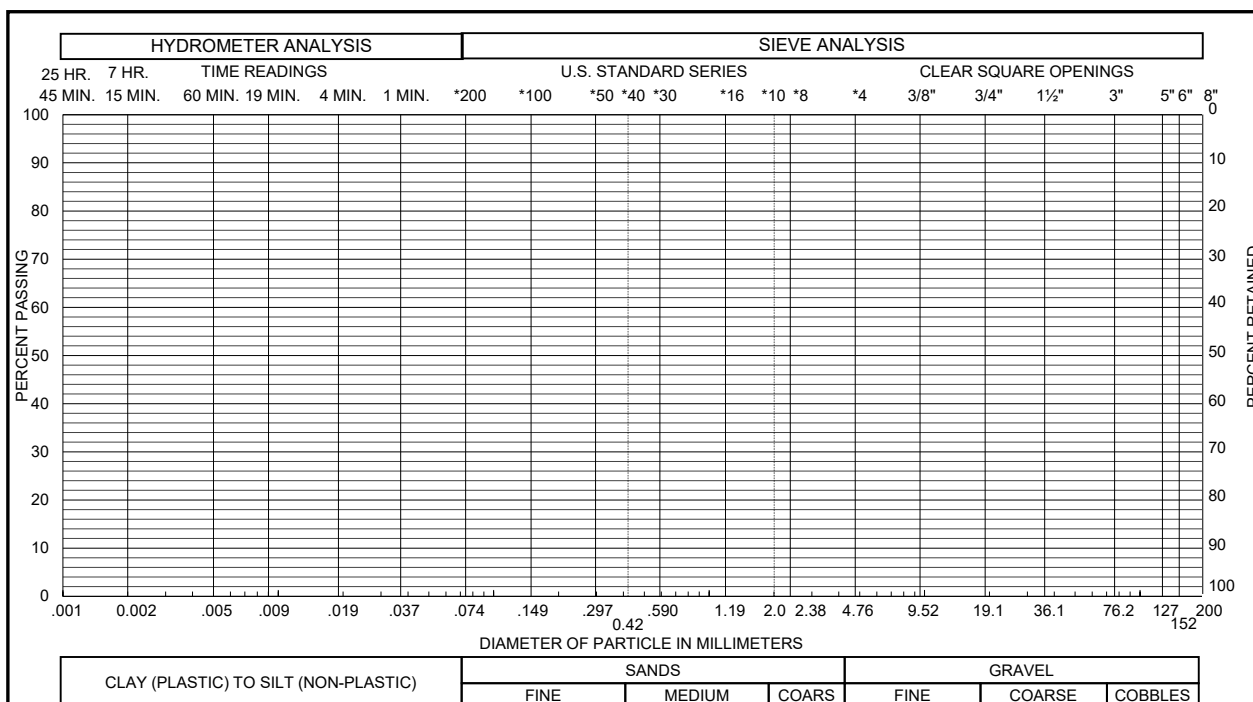 HYDROMETER ANALYSIS SIEVE ANALYSIS
25 HR. 7 HR. TIME READINGS U.S. STANDARD SERIES CLEAR SQUARE OPENINGS
45 MIN. 15 MIN. 60 MIN. 19 MIN. 4 MIN. 1 MIN. *200 *100 *50 *40 *30 *16 *10 *8 *4 3/8" 3/4" 1½" 3" 5" 6" 8"
100 0
90 10
80 20
70 30
60 40
50 50
40 60
30 70
20 80
10 90
0 100
PERCENT PASSING
PERCENT RETAINED
.001 0.002 .005 .009 .019 .037 .074 .149 .297 .590 1.19 2.0 2.38 4.76 9.52 19.1 36.1 76.2 127 200
0.42 152
DIAMETER OF PARTICLE IN MILLIMETERS
CLAY (PLASTIC) TO SILT (NON-PLASTIC) SANDS GRAVEL
FINE MEDIUM COARS FINE COARSE COBBLES